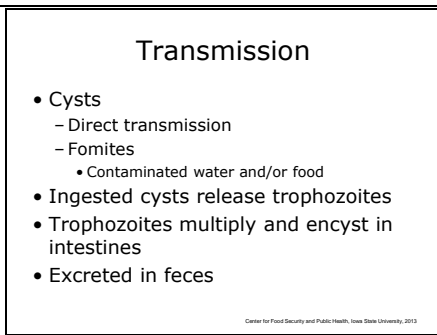 Transmission
• Cysts
– Direct transmission
– Fomites
• Contaminated water and/or food
• Ingested cysts release trophozoites
• Trophozoites multiply and encyst in
intestines
• Excreted in feces
Center for Food Security and Public Health, Iowa State University, 2013